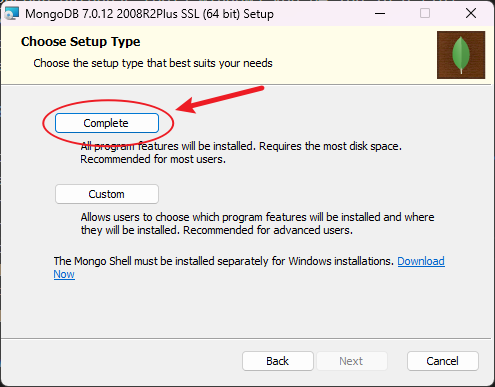 MongoDB 7.0.12 2008R2Plus SSL (64 bit) Setup
Choose Setup Type
Choose the setup type that best suits your needs
Complete
All program features will be installed. Requires the most disk space.
Recommended for most users.
Custom
Allows users to choose which program features will be installed and where
they will be installed. Recommended for advanced users.
The Mongo Shell must be installed separately for Windows installations. Download
Now
Back
Next
Cancel